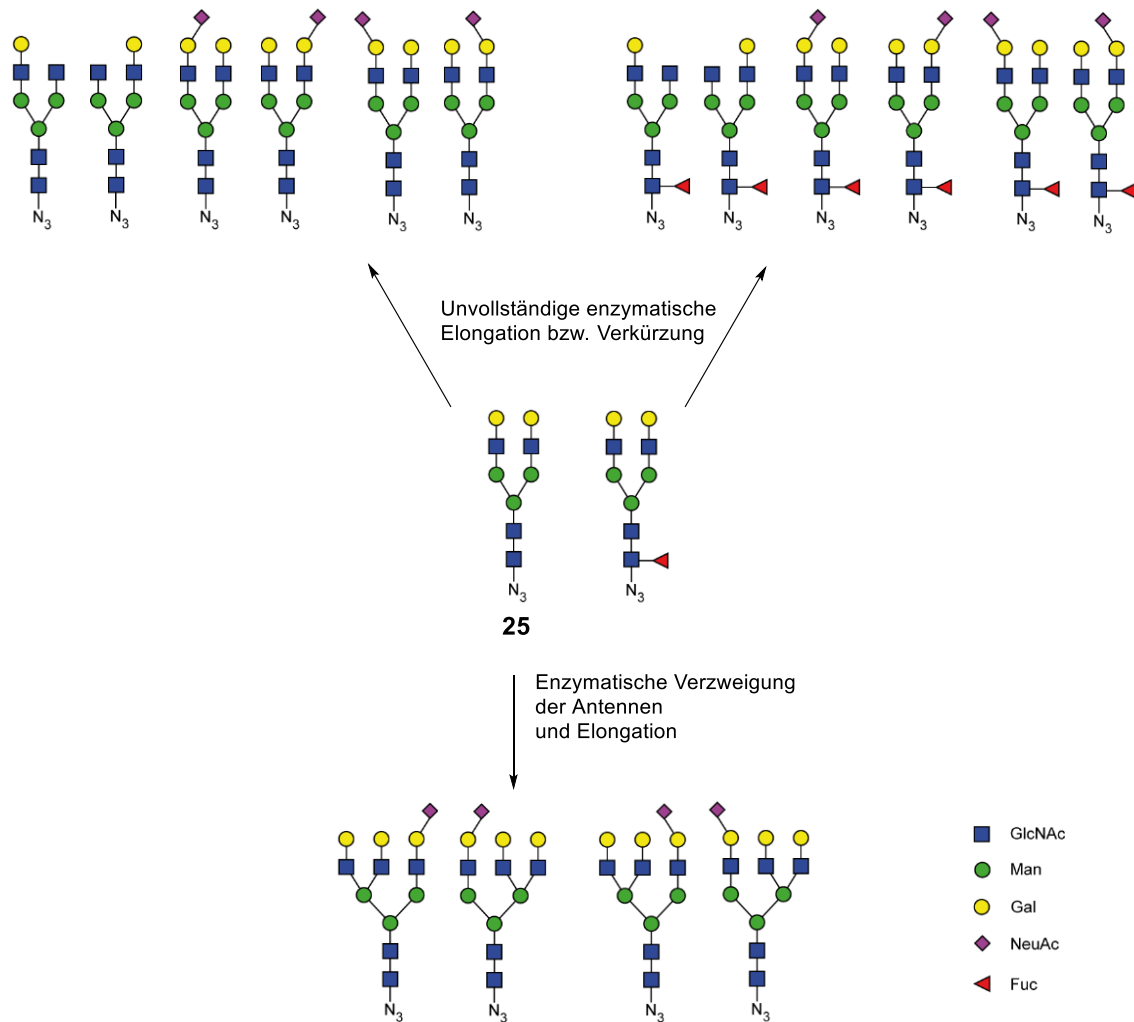 N3 N3 N3 N3 N3 N3
N3 N3 N3 N3 N3 N3
Unvollständige enzymatische
Elongation bzw. Verkürzung
N3 N3
25
Enzymatische Verzweigung
der Antennen
und Elongation
GlcNAc
Man
Gal
NeuAc
Fuc
N3 N3 N3 N3